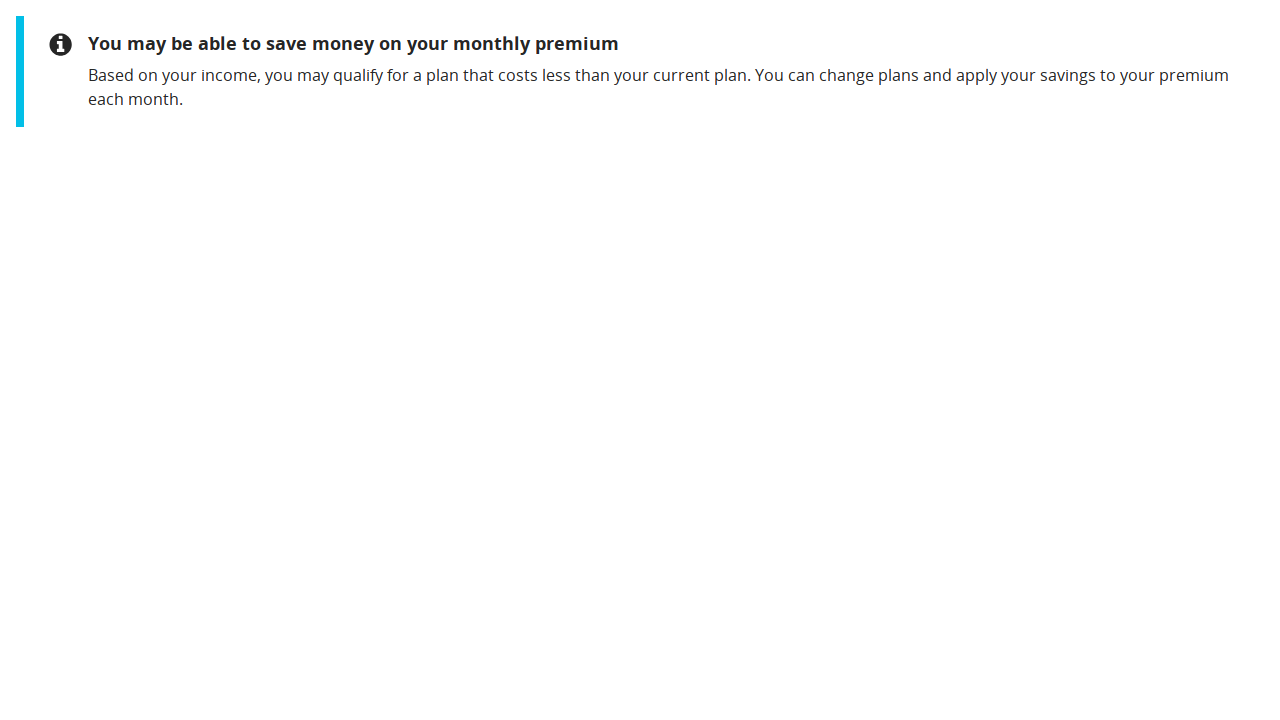 You may be able to save money on your monthly premium
Based on your income, you may qualify for a plan that costs less than your current plan. You can change plans and apply your savings to your premium
each month.